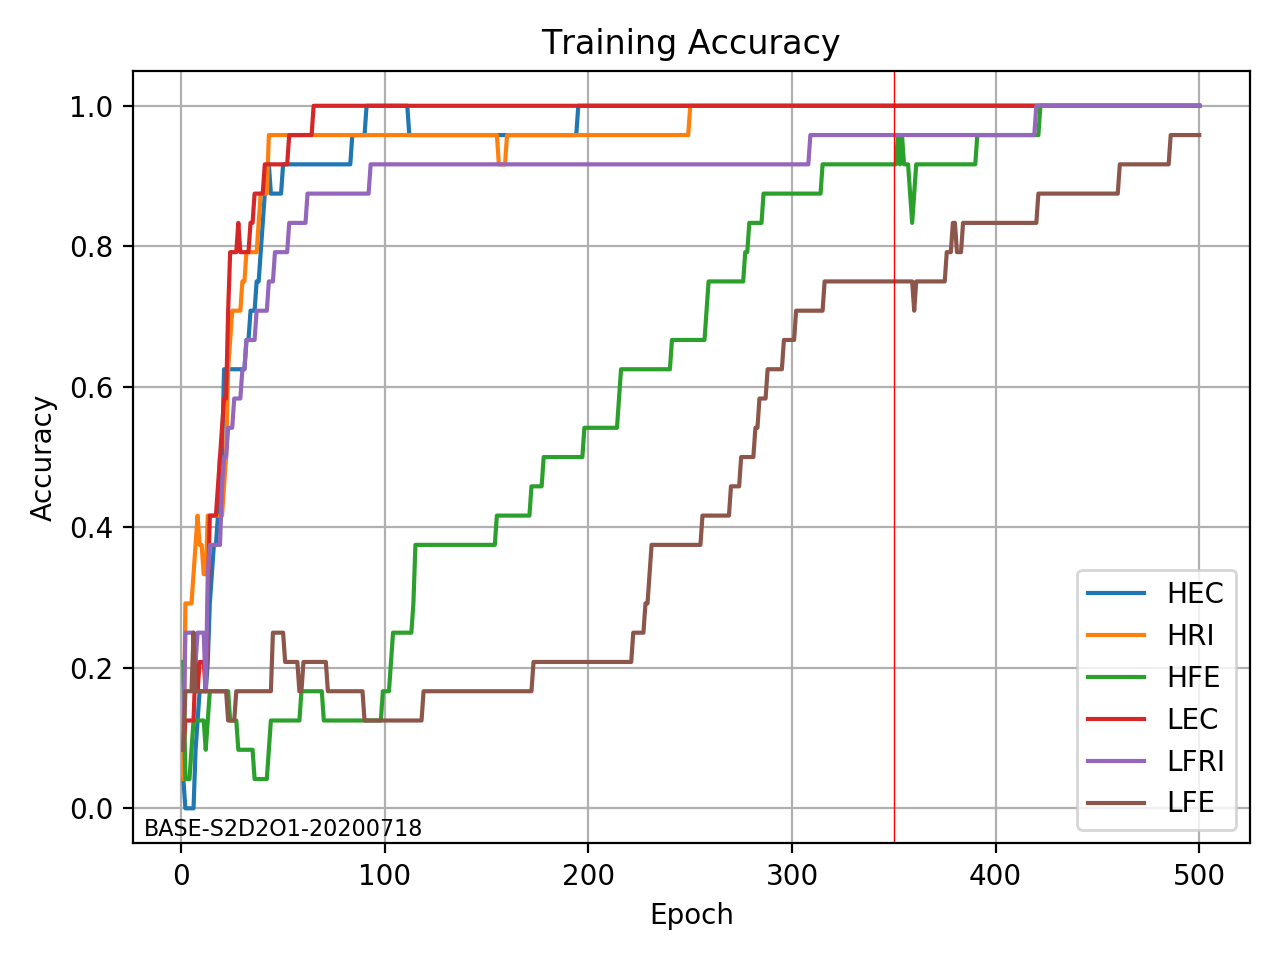 Training Accuracy
Accuracy
1.0
0.8
0.6
0.4
0.2
0.0
HEC
HRI
HFE
LEC
LFRI
LFE
BASE-S2D2O1-20200718
0 100 200 300 400 500
Epoch